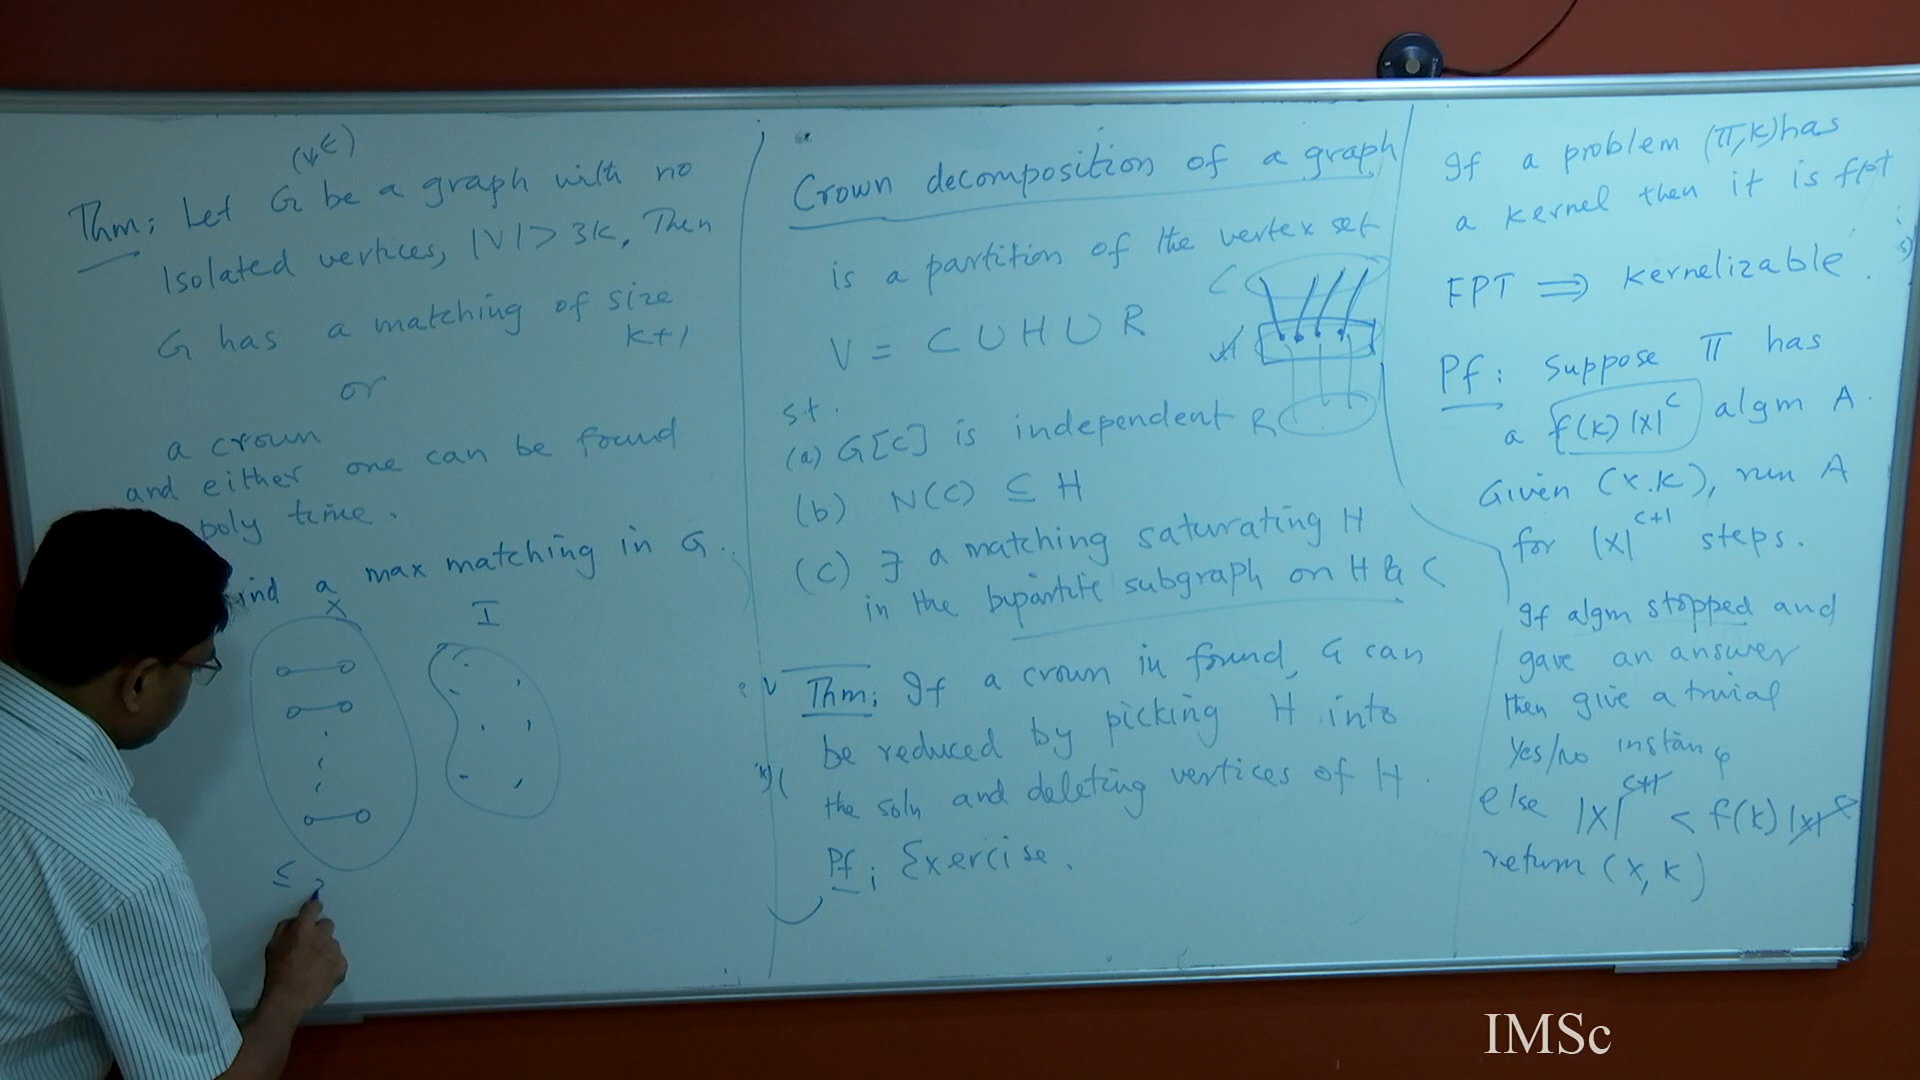 (V,E)
Thm: Let G be a graph with no
Isolated vertices, |V| > 3k, Then
G has a matching of size
k+1
or
a crown
and either one can be found
poly time.
a max matching in G.
X
I
≤ 2
Crown decomposition of a graph
is a partition of the vertex set
V = C ∪ H ∪ R
C
H
R
st.
(a) G[C] is independent
(b) N(C) ⊆ H
(c) ∃ a matching saturating H
in the bipartite subgraph on H & C
Thm: If a crown in found, G can
be reduced by picking H into
the soln and deleting vertices of H.
Pf: Exercise.
If a problem (Π,k) has
a kernel then it is fpt
FPT ⟹ kernelizable.
Pf: Suppose Π has
a f(k) |x|^c algm A.
Given (x,k), run A
for |x|^c+1 steps.
If algm stopped and
gave an answer
then give a trivial
Yes/No
else |x|^c+1 < f(k) |x|^c
return (x, k)
IMSc